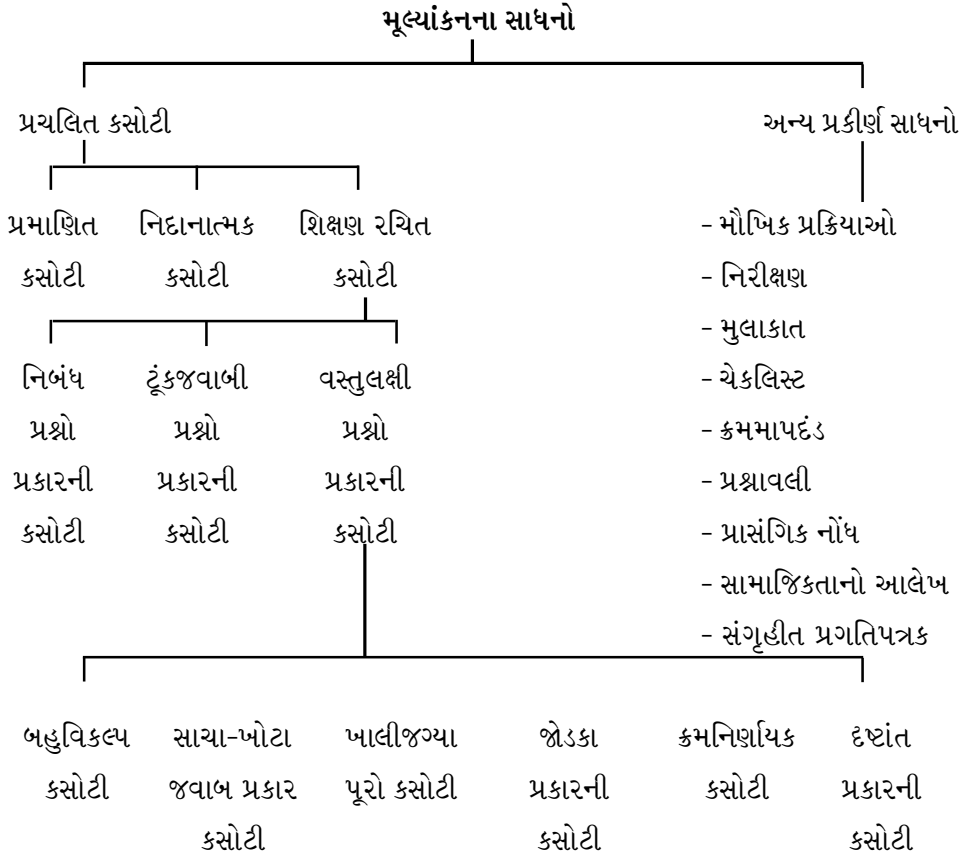 મૂલ્યાંકનના સાધનો
પ્રચલિત કસોટી
અન્ય પ્રકીર્ણ સાધનો
પ્રમાણિત
કસોટી
નિદાનાત્મક
કસોટી
શિક્ષણ રચિત
કસોટી
નિબંધ
પ્રશ્નો
પ્રકારની
કસોટી
ટૂંકજવાબી
પ્રશ્નો
પ્રકારની
કસોટી
વસ્તુલક્ષી
પ્રશ્નો
પ્રકારની
કસોટી
- મૌખિક પ્રક્રિયાઓ
- નિરીક્ષણ
- મુલાકાત
- ચેકલિસ્ટ
- ક્રમમાપદંડ
- પ્રશ્નાવલી
- પ્રાસંગિક નોંધ
- સામાજિકતાનો આલેખ
- સંગૃહીત પ્રગતિપત્રક
બહુવિકલ્પ
કસોટી
સાચા-ખોટા
જવાબ પ્રકાર
કસોટી
ખાલીજગ્યા
પૂરો કસોટી
જોડકા
પ્રકારની
કસોટી
ક્રમનિર્ણાયક
કસોટી
દષ્ટાંત
પ્રકારની
કસોટી